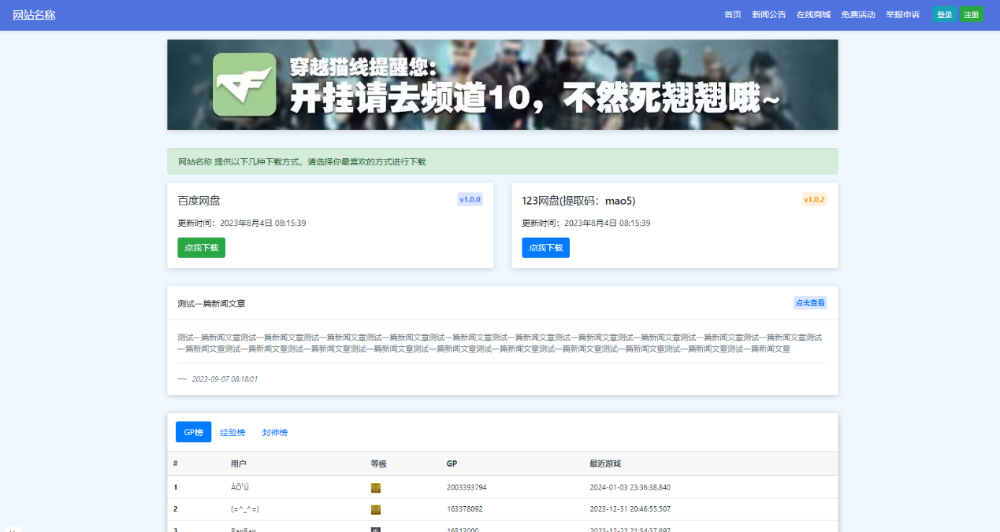 网站名称
首页 新闻公告 在线商城 免费活动 举报申诉 登录 注册
穿越猫线提醒您:
开挂请去频道10，不然死翘翘哦~
网站名称 提供以下几种下载方式，请选择你最喜欢的方式进行下载
百度网盘 v1.0.0
更新时间：2023年8月4日 08:15:39
点我下载
123网盘(提取码：mao5) v1.0.2
更新时间：2023年8月4日 08:15:39
点我下载
测试一篇新闻文章 点击查看
测试一篇新闻文章测试一篇新闻文章测试一篇新闻文章测试一篇新闻文章测试一篇新闻文章测试一篇新闻文章测试一篇新闻文章测试一篇新闻文章测试一篇新闻文章测试一篇新闻文章测试
一篇新闻文章测试一篇新闻文章测试一篇新闻文章测试一篇新闻文章测试一篇新闻文章测试一篇新闻文章测试一篇新闻文章测试一篇新闻文章测试一篇新闻文章测试一篇新闻文章
— 2023-09-07 08:18:01
GP榜 经验榜 封神榜
# 用户 等级 GP 最近游戏
1 ÀÕ°Û 2003393794 2024-01-03 23:36:38.840
2 (=^_^=) 163378092 2023-12-31 20:46:55.507
3 RanRan 16513000 2023-12-22 21:54:37.897